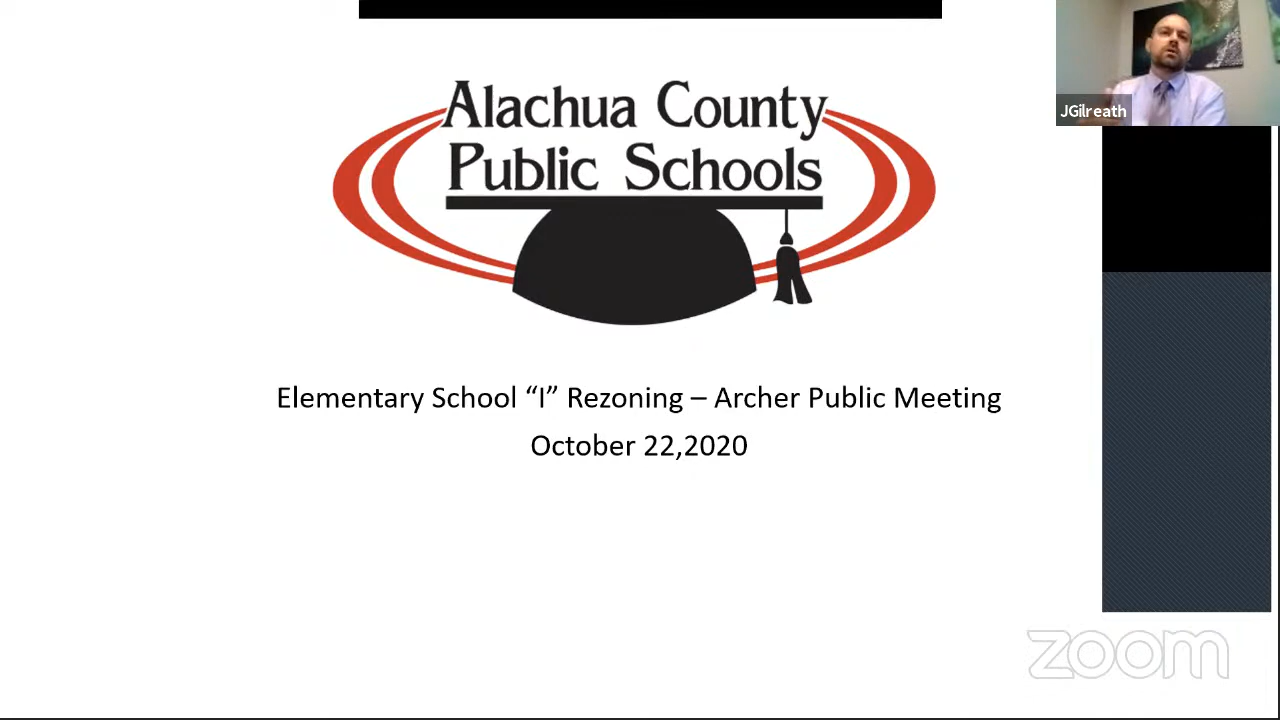 Alachua County
Public Schools
JGilreath
Elementary School “I” Rezoning – Archer Public Meeting
October 22,2020
zoom